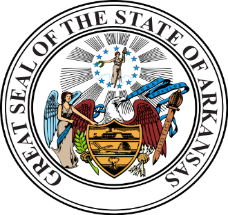 GREAT SEAL OF THE STATE OF ARKANSAS